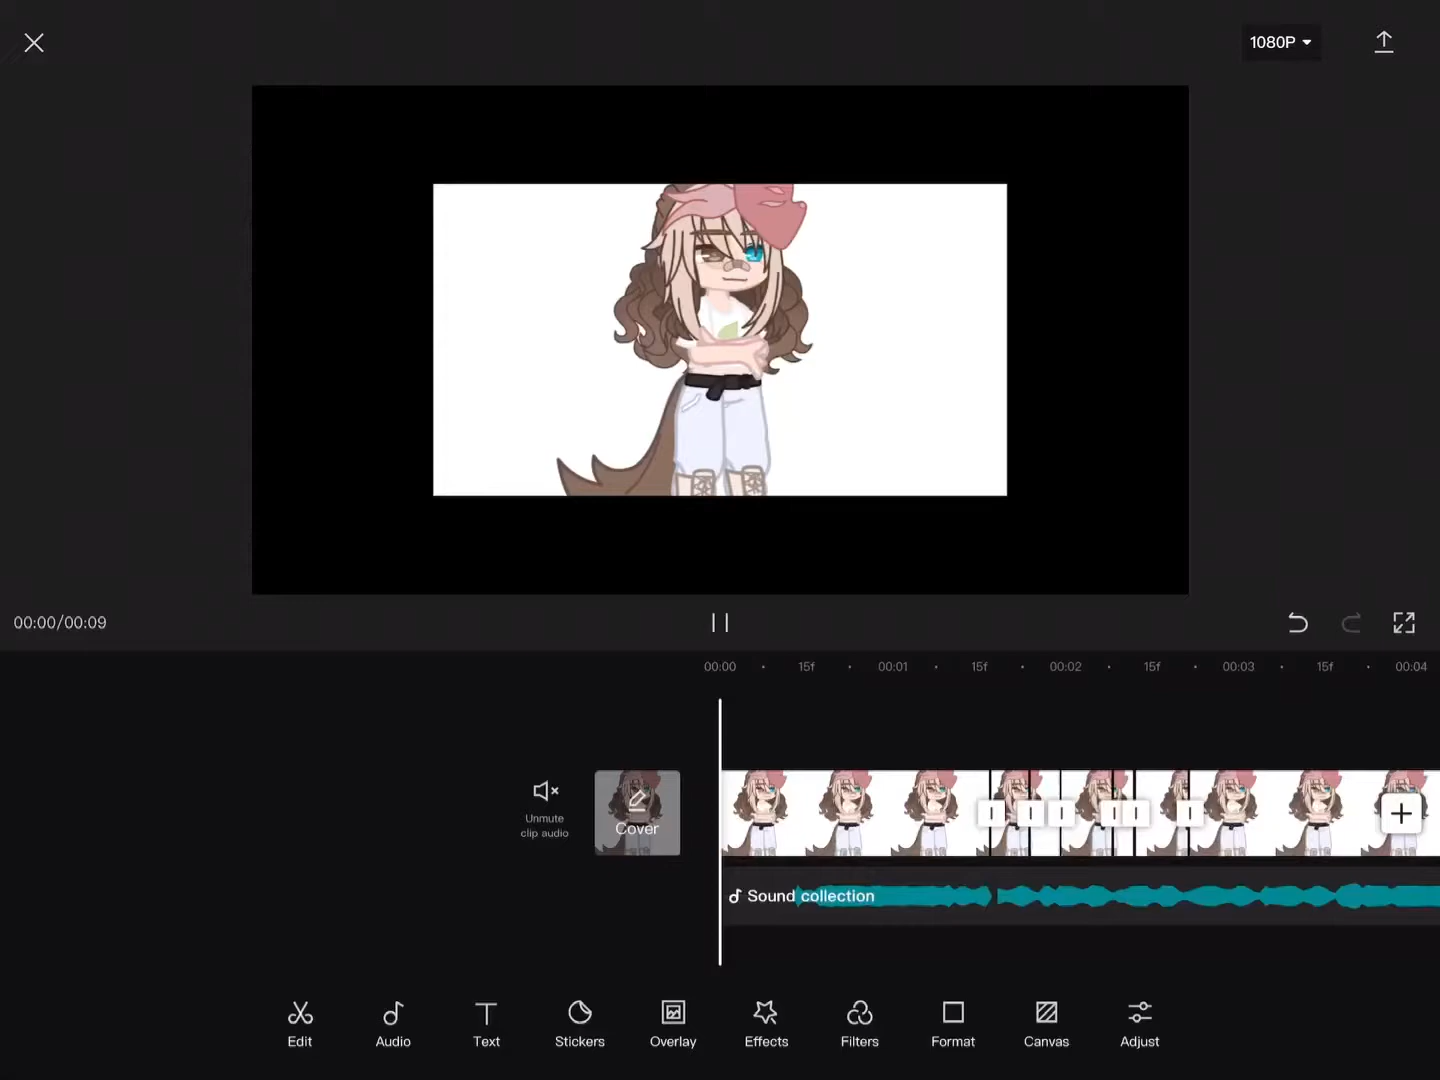 1080P
00:00/00:09
00:00 15f 00:01 15f 00:02 15f 00:03 15f 00:04
Unmute
clip audio
Cover
Sound collection
Edit Audio Text Stickers Overlay Effects Filters Format Canvas Adjust